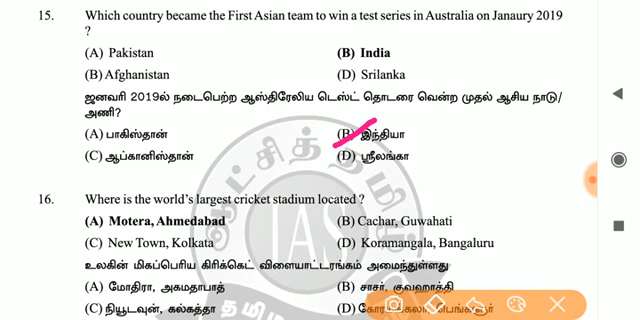 15. Which country became the First Asian team to win a test series in Australia on Janaury 2019
?
(A) Pakistan (B) India
(B) Afghanistan (D) Srilanka
ஜனவரி 2019ல் நடைபெற்ற ஆஸ்திரேலிய டெஸ்ட் தொடரை வென்ற முதல் ஆசிய நாடு/
அணி?
(A) பாகிஸ்தான் (B) இந்தியா
(C) ஆப்கானிஸ்தான் (D) ஸ்ரீலங்கா
16. Where is the world's largest cricket stadium located ?
(A) Motera, Ahmedabad (B) Cachar, Guwahati
(C) New Town, Kolkata (D) Koramangala, Bangaluru
உலகின் மிகப்பெரிய கிரிக்கெட் விளையாட்டரங்கம் அமைந்துள்ளது
(A) மோதிரா, அகமதாபாத் (B) சாசர், குவஹாத்தி
(C) நியூடவுன், கல்கத்தா (D)
IAS